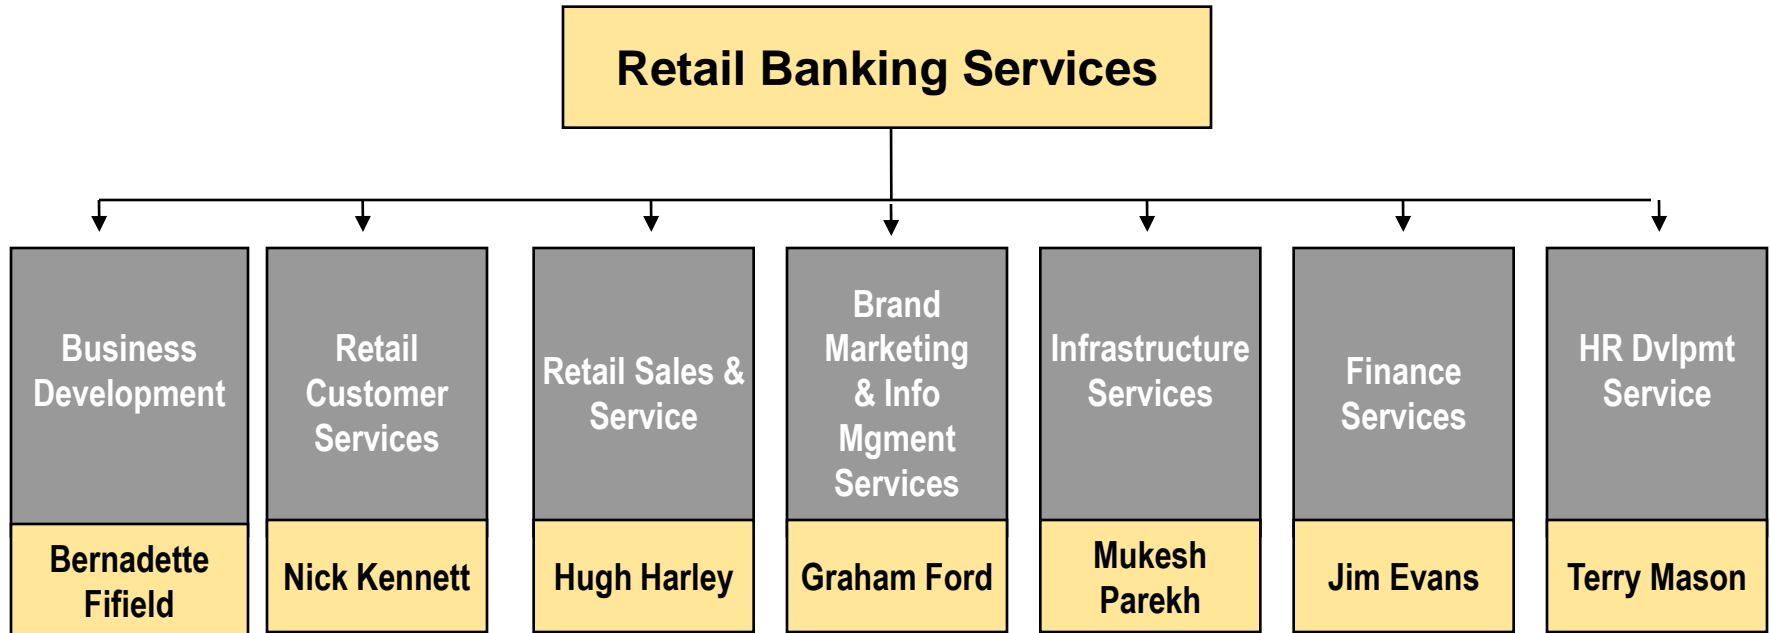 Retail Banking Services
Business
Development
Bernadette
Fifield
Retail
Customer
Services
Nick Kennett
Retail Sales &
Service
Hugh Harley
Brand
Marketing
& Info
Mgment
Services
Graham Ford
Infrastructure
Services
Mukesh
Parekh
Finance
Services
Jim Evans
HR Dvlpmt
Service
Terry Mason